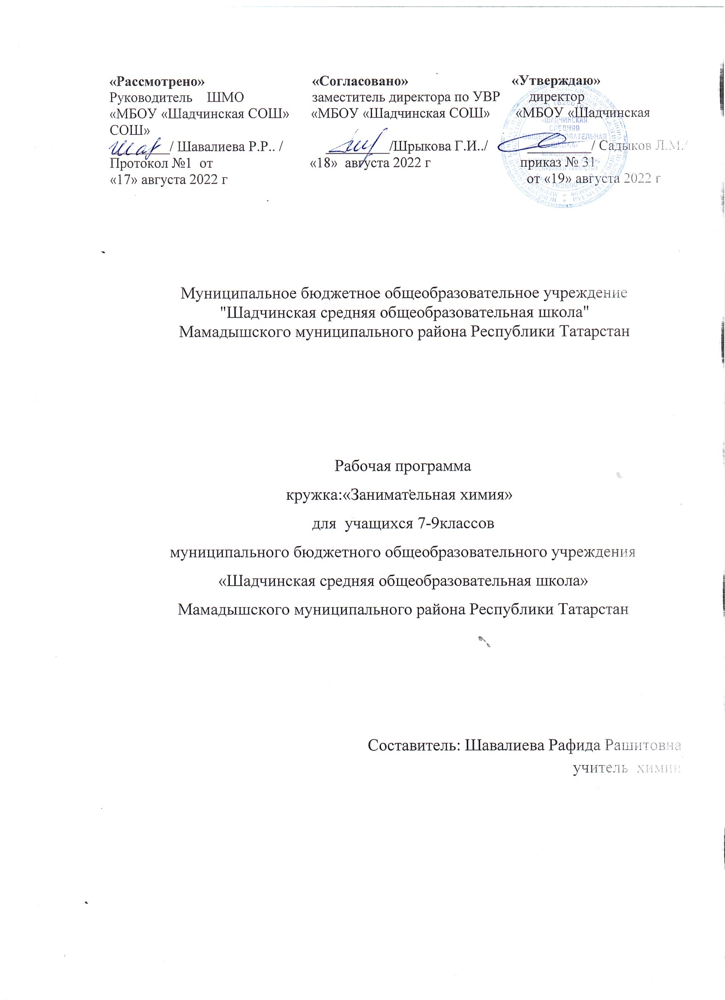 «Рассмотрено» «Согласовано» «Утверждаю»
Руководитель ШМО заместитель директора по УВР директор
«МБОУ «Шадчинская СОШ» «МБОУ «Шадчинская СОШ» «МБОУ «Шадчинская
СОШ»
/ Шавалиева Р.Р.. / /Шрыкова Г.И../ / Садыков Л.М./
Протокол №1 от «18» августа 2022 г приказ № 31
«17» августа 2022 г от «19» августа 2022 г
«ШАДЧИНСКАЯ
СРЕДНЯЯ
ОБЩЕОБРАЗОВАТЕЛЬНАЯ
ШКОЛА»
Муниципальное бюджетное общеобразовательное учреждение
"Шадчинская средняя общеобразовательная школа"
Мамадышского муниципального района Республики Татарстан
Рабочая программа
кружка:«Занимательная химия»
для учащихся 7-9классов
муниципального бюджетного общеобразовательного учреждения
«Шадчинская средняя общеобразовательная школа»
Мамадышского муниципального района Республики Татарстан
Составитель: Шавалиева Рафида Рашитовна
учитель химии